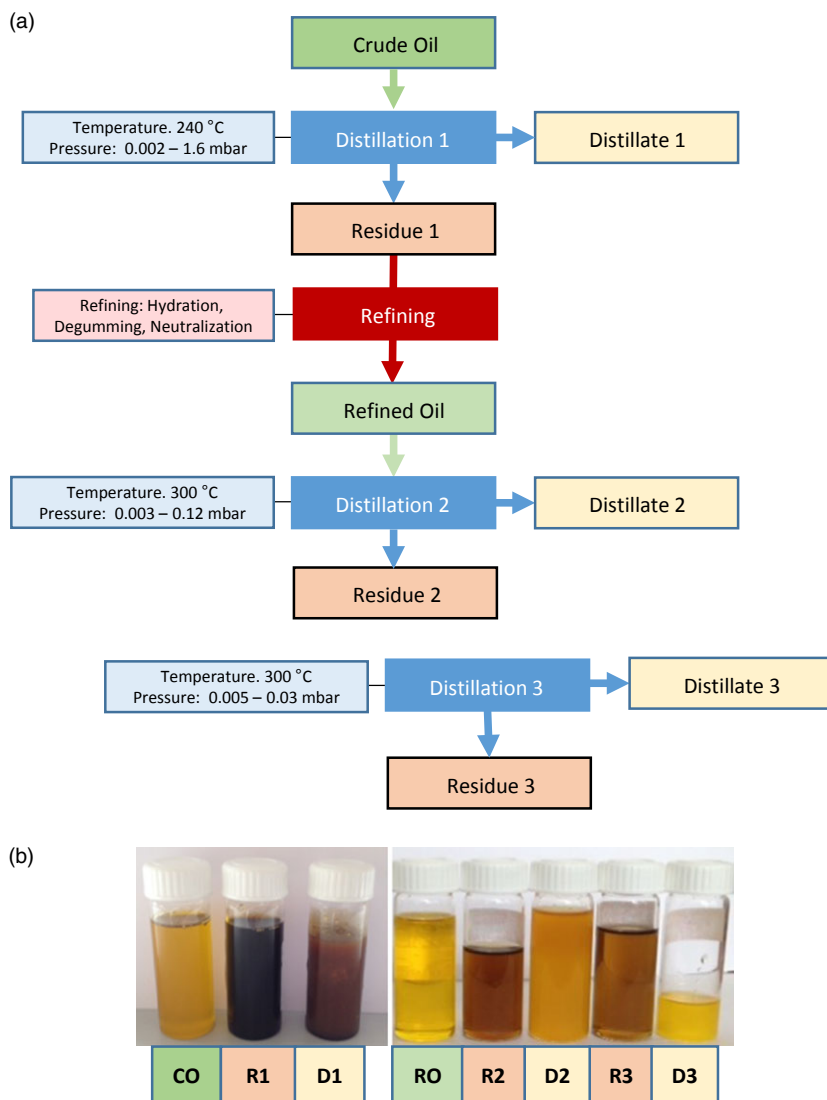 (a)
Crude Oil
Temperature. 240 °C
Pressure: 0.002 – 1.6 mbar
Distillation 1
Distillate 1
Residue 1
Refining: Hydration,
Degumming, Neutralization
Refining
Refined Oil
Temperature. 300 °C
Pressure: 0.003 – 0.12 mbar
Distillation 2
Distillate 2
Residue 2
Temperature. 300 °C
Pressure: 0.005 – 0.03 mbar
Distillation 3
Distillate 3
Residue 3
(b)
CO R1 D1 RO R2 D2 R3 D3